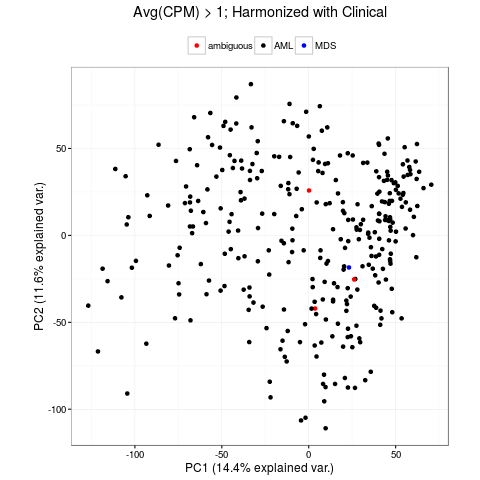 Avg(CPM) > 1; Harmonized with Clinical
ambiguous AML MDS
50
0
-50
-100
PC2 (11.6% explained var.)
-100 -50 0 50
PC1 (14.4% explained var.)